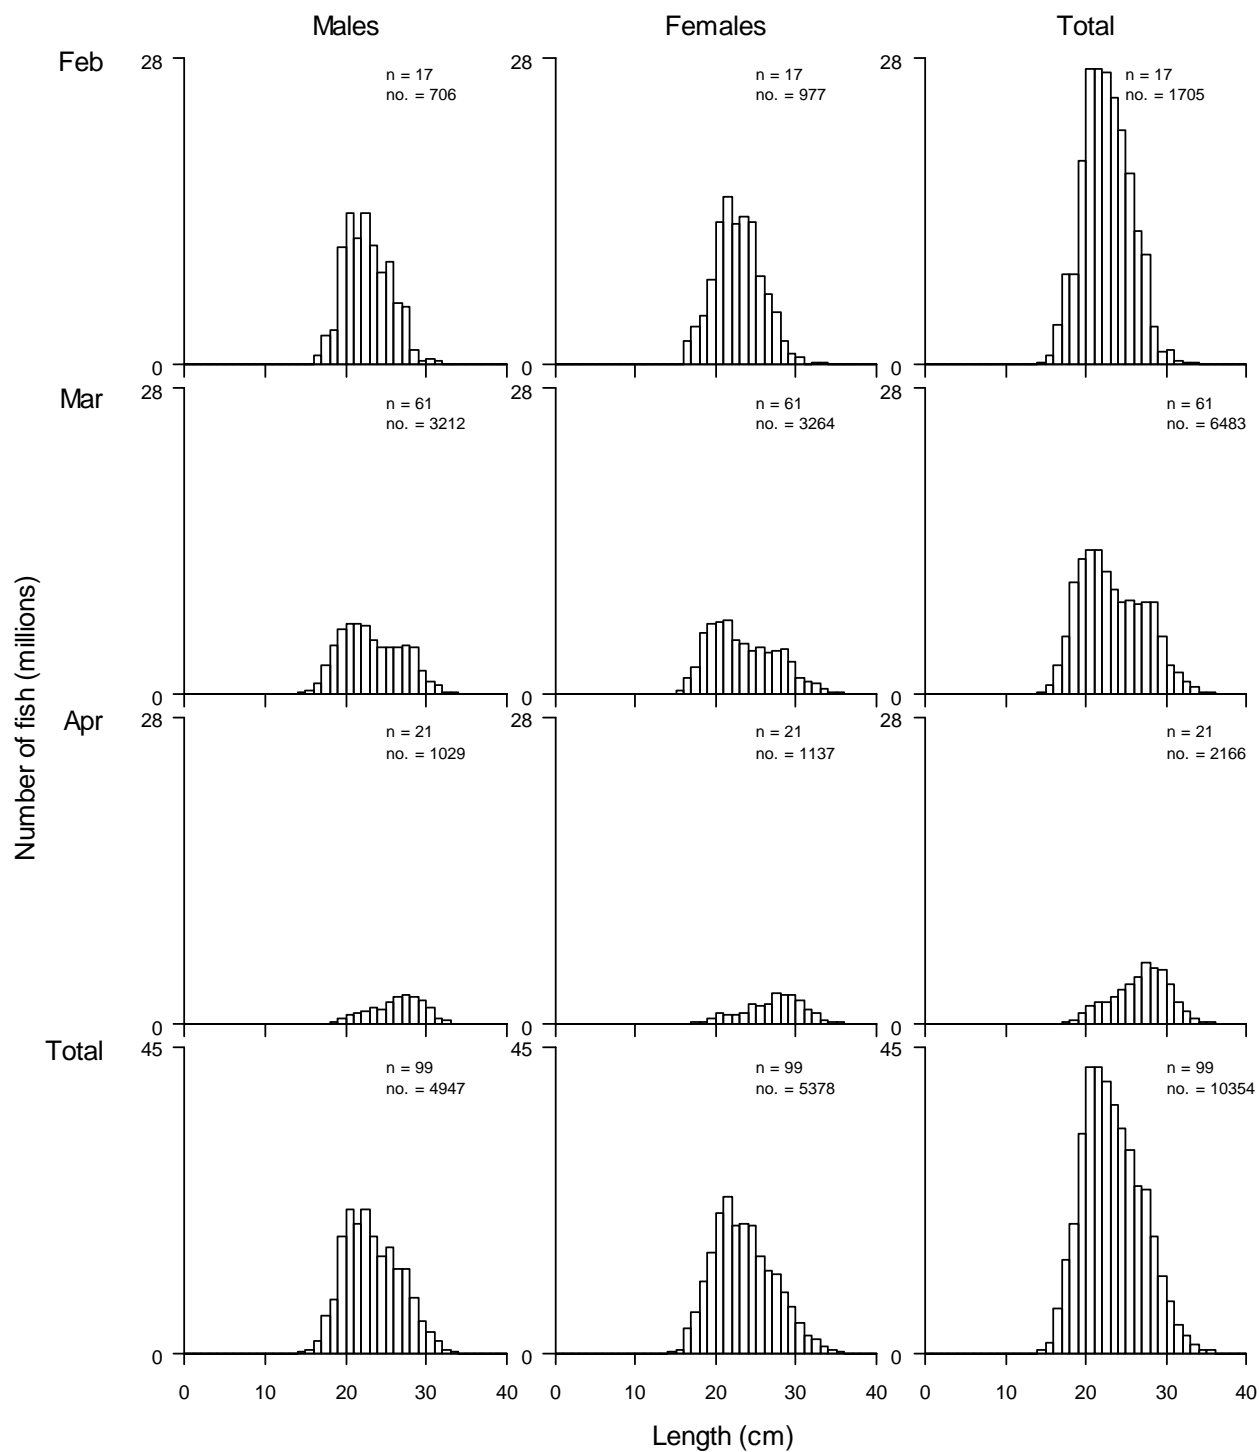 Males Females Total
Feb 28 28 28
n = 17 n = 17 n = 17
no. = 706 no. = 977 no. = 1705
0 0 0
Mar 28 28 28
n = 61 n = 61 n = 61
no. = 3212 no. = 3264 no. = 6483
0 0 0
Apr 28 28 28
n = 21 n = 21 n = 21
no. = 1029 no. = 1137 no. = 2166
0 0 0
Total 45 45 45
n = 99 n = 99 n = 99
no. = 4947 no. = 5378 no. = 10354
0 0 0
0 10 20 30 40 0 10 20 30 40 0 10 20 30 40
Length (cm)
Number of fish (millions)